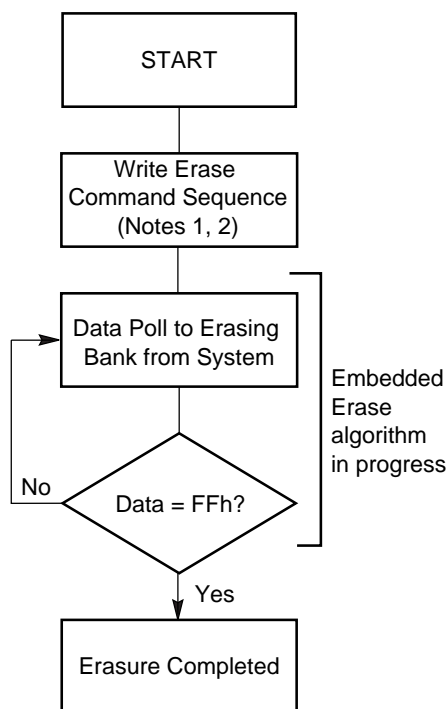 START
Write Erase
Command Sequence
(Notes 1, 2)
Data Poll to Erasing
Bank from System
Embedded
Erase
algorithm
in progress
No
Data = FFh?
Yes
Erasure Completed